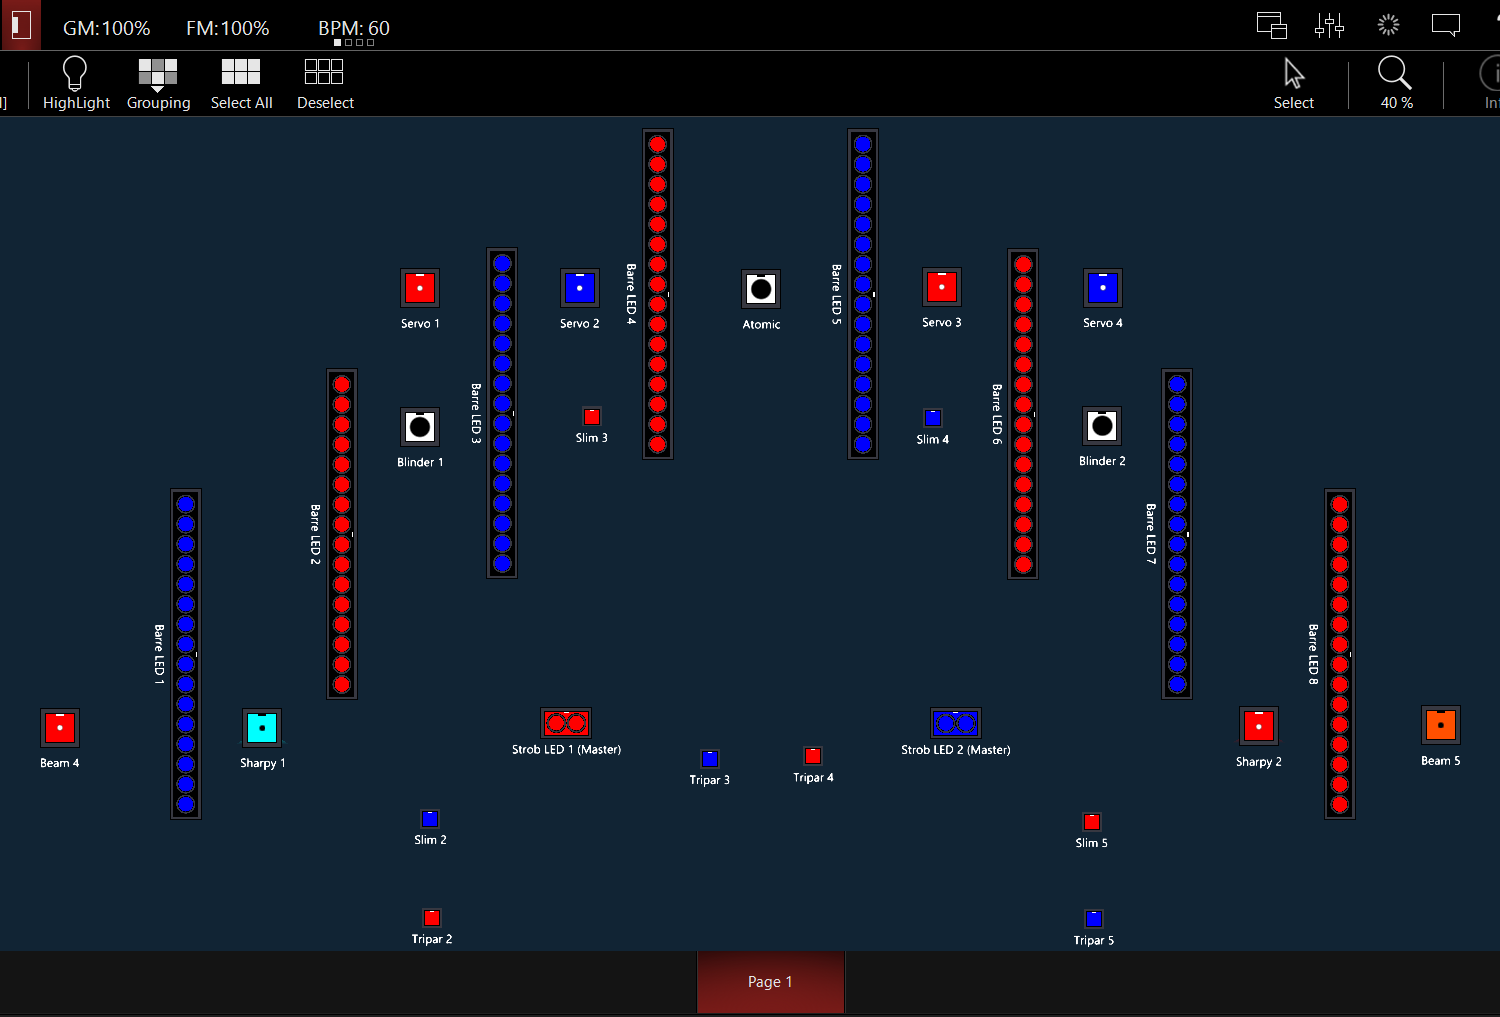 GM:100% FM:100% BPM: 60
HighLight Grouping Select All Deselect Select 40 %
Barre LED 4
Barre LED 5
Servo 1
Servo 2
Atomic
Servo 3
Servo 4
Barre LED 3
Barre LED 6
Slim 3
Slim 4
Blinder 1
Blinder 2
Barre LED 2
Barre LED 7
Barre LED 1
Barre LED 8
Strob LED 1 (Master)
Strob LED 2 (Master)
Beam 4
Sharpy 1
Tripar 3
Tripar 4
Sharpy 2
Beam 5
Slim 2
Slim 5
Tripar 2
Tripar 5
Page 1